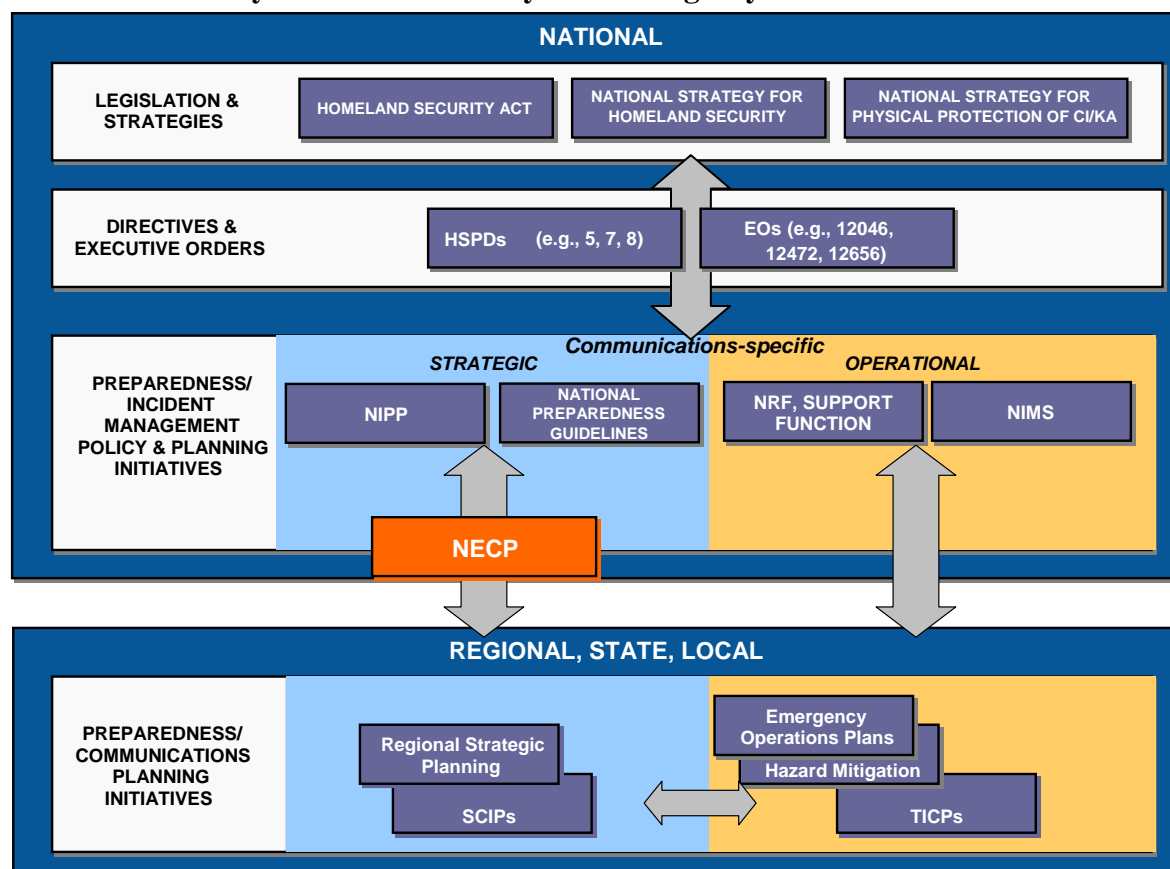 NATIONAL
LEGISLATION &
STRATEGIES
HOMELAND SECURITY ACT
NATIONAL STRATEGY FOR
HOMELAND SECURITY
NATIONAL STRATEGY FOR
PHYSICAL PROTECTION OF CI/KA
DIRECTIVES &
EXECUTIVE ORDERS
HSPDs (e.g., 5, 7, 8)
EOs (e.g., 12046,
12472, 12656)
Communications-specific
STRATEGIC
OPERATIONAL
PREPAREDNESS/
INCIDENT
MANAGEMENT
POLICY & PLANNING
INITIATIVES
NIPP
NATIONAL
PREPAREDNESS
GUIDELINES
NRF, SUPPORT
FUNCTION
NIMS
NECP
REGIONAL, STATE, LOCAL
PREPAREDNESS/
COMMUNICATIONS
PLANNING
INITIATIVES
Regional Strategic
Planning
SCIPs
Emergency
Operations Plans
Hazard Mitigation
TICPs